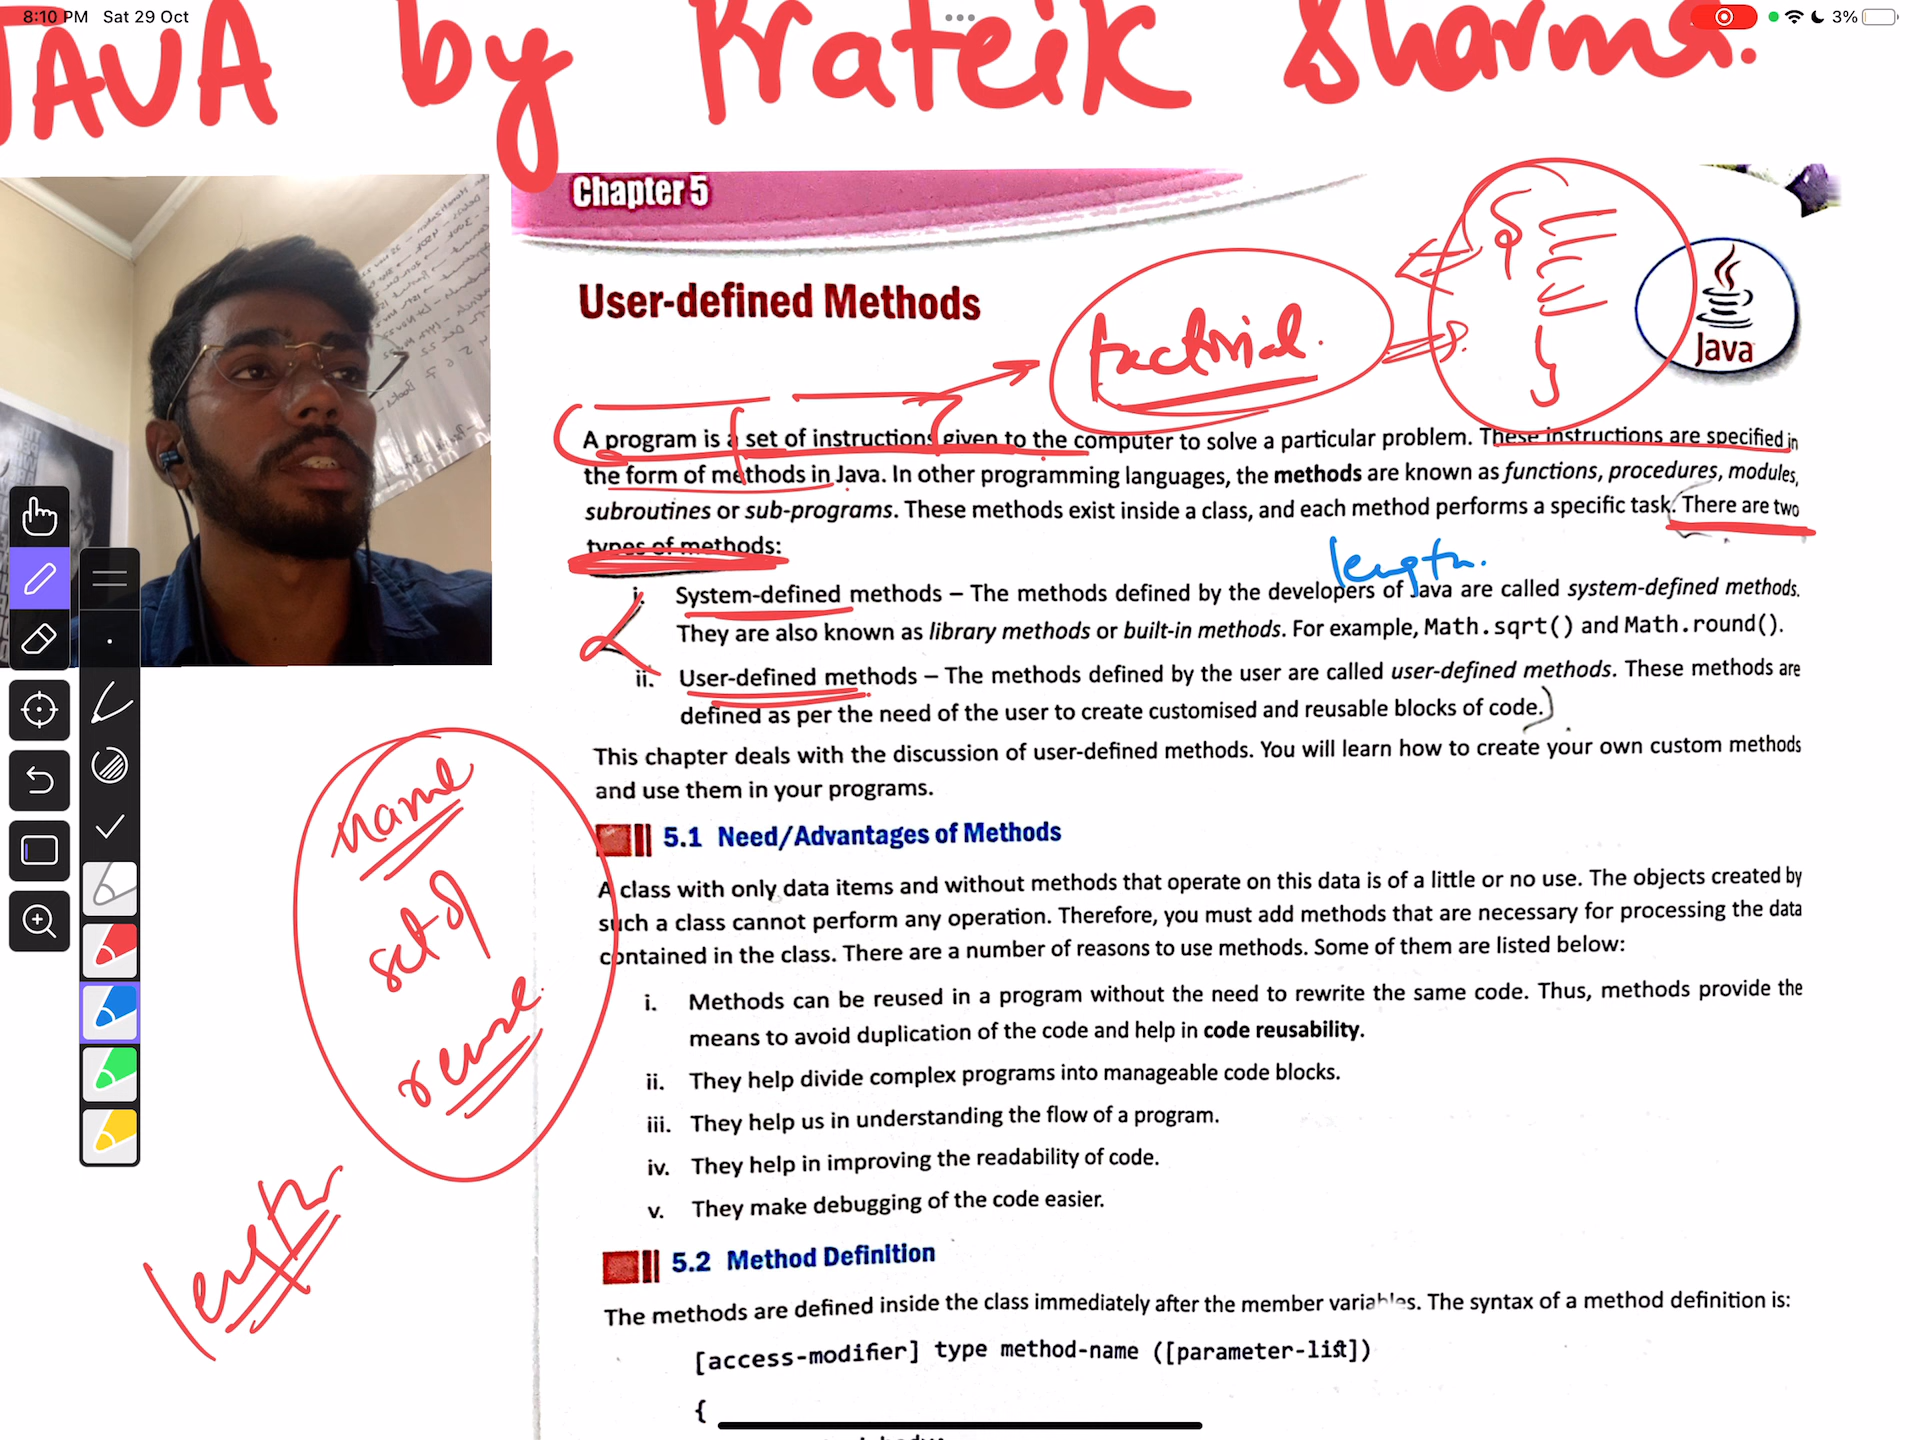 8:10 PM Sat 29 Oct
3%
JAVA by Prateik Sharma.
Chapter 5
User-defined Methods
factorial.
Java
A program is a set of instructions given to the computer to solve a particular problem. These instructions are specified in
the form of methods in Java. In other programming languages, the methods are known as functions, procedures, modules,
subroutines or sub-programs. These methods exist inside a class, and each method performs a specific task. There are two
types of methods:
length.
i. System-defined methods – The methods defined by the developers of Java are called system-defined methods.
They are also known as library methods or built-in methods. For example, Math.sqrt() and Math.round().
ii. User-defined methods – The methods defined by the user are called user-defined methods. These methods are
defined as per the need of the user to create customised and reusable blocks of code.
This chapter deals with the discussion of user-defined methods. You will learn how to create your own custom methods
and use them in your programs.
name
set of
reuse.
length
5.1 Need/Advantages of Methods
A class with only data items and without methods that operate on this data is of a little or no use. The objects created by
such a class cannot perform any operation. Therefore, you must add methods that are necessary for processing the data
contained in the class. There are a number of reasons to use methods. Some of them are listed below:
i. Methods can be reused in a program without the need to rewrite the same code. Thus, methods provide the
means to avoid duplication of the code and help in code reusability.
ii. They help divide complex programs into manageable code blocks.
iii. They help us in understanding the flow of a program.
iv. They help in improving the readability of code.
v. They make debugging of the code easier.
5.2 Method Definition
The methods are defined inside the class immediately after the member variables. The syntax of a method definition is:
[access-modifier] type method-name ([parameter-list])
{